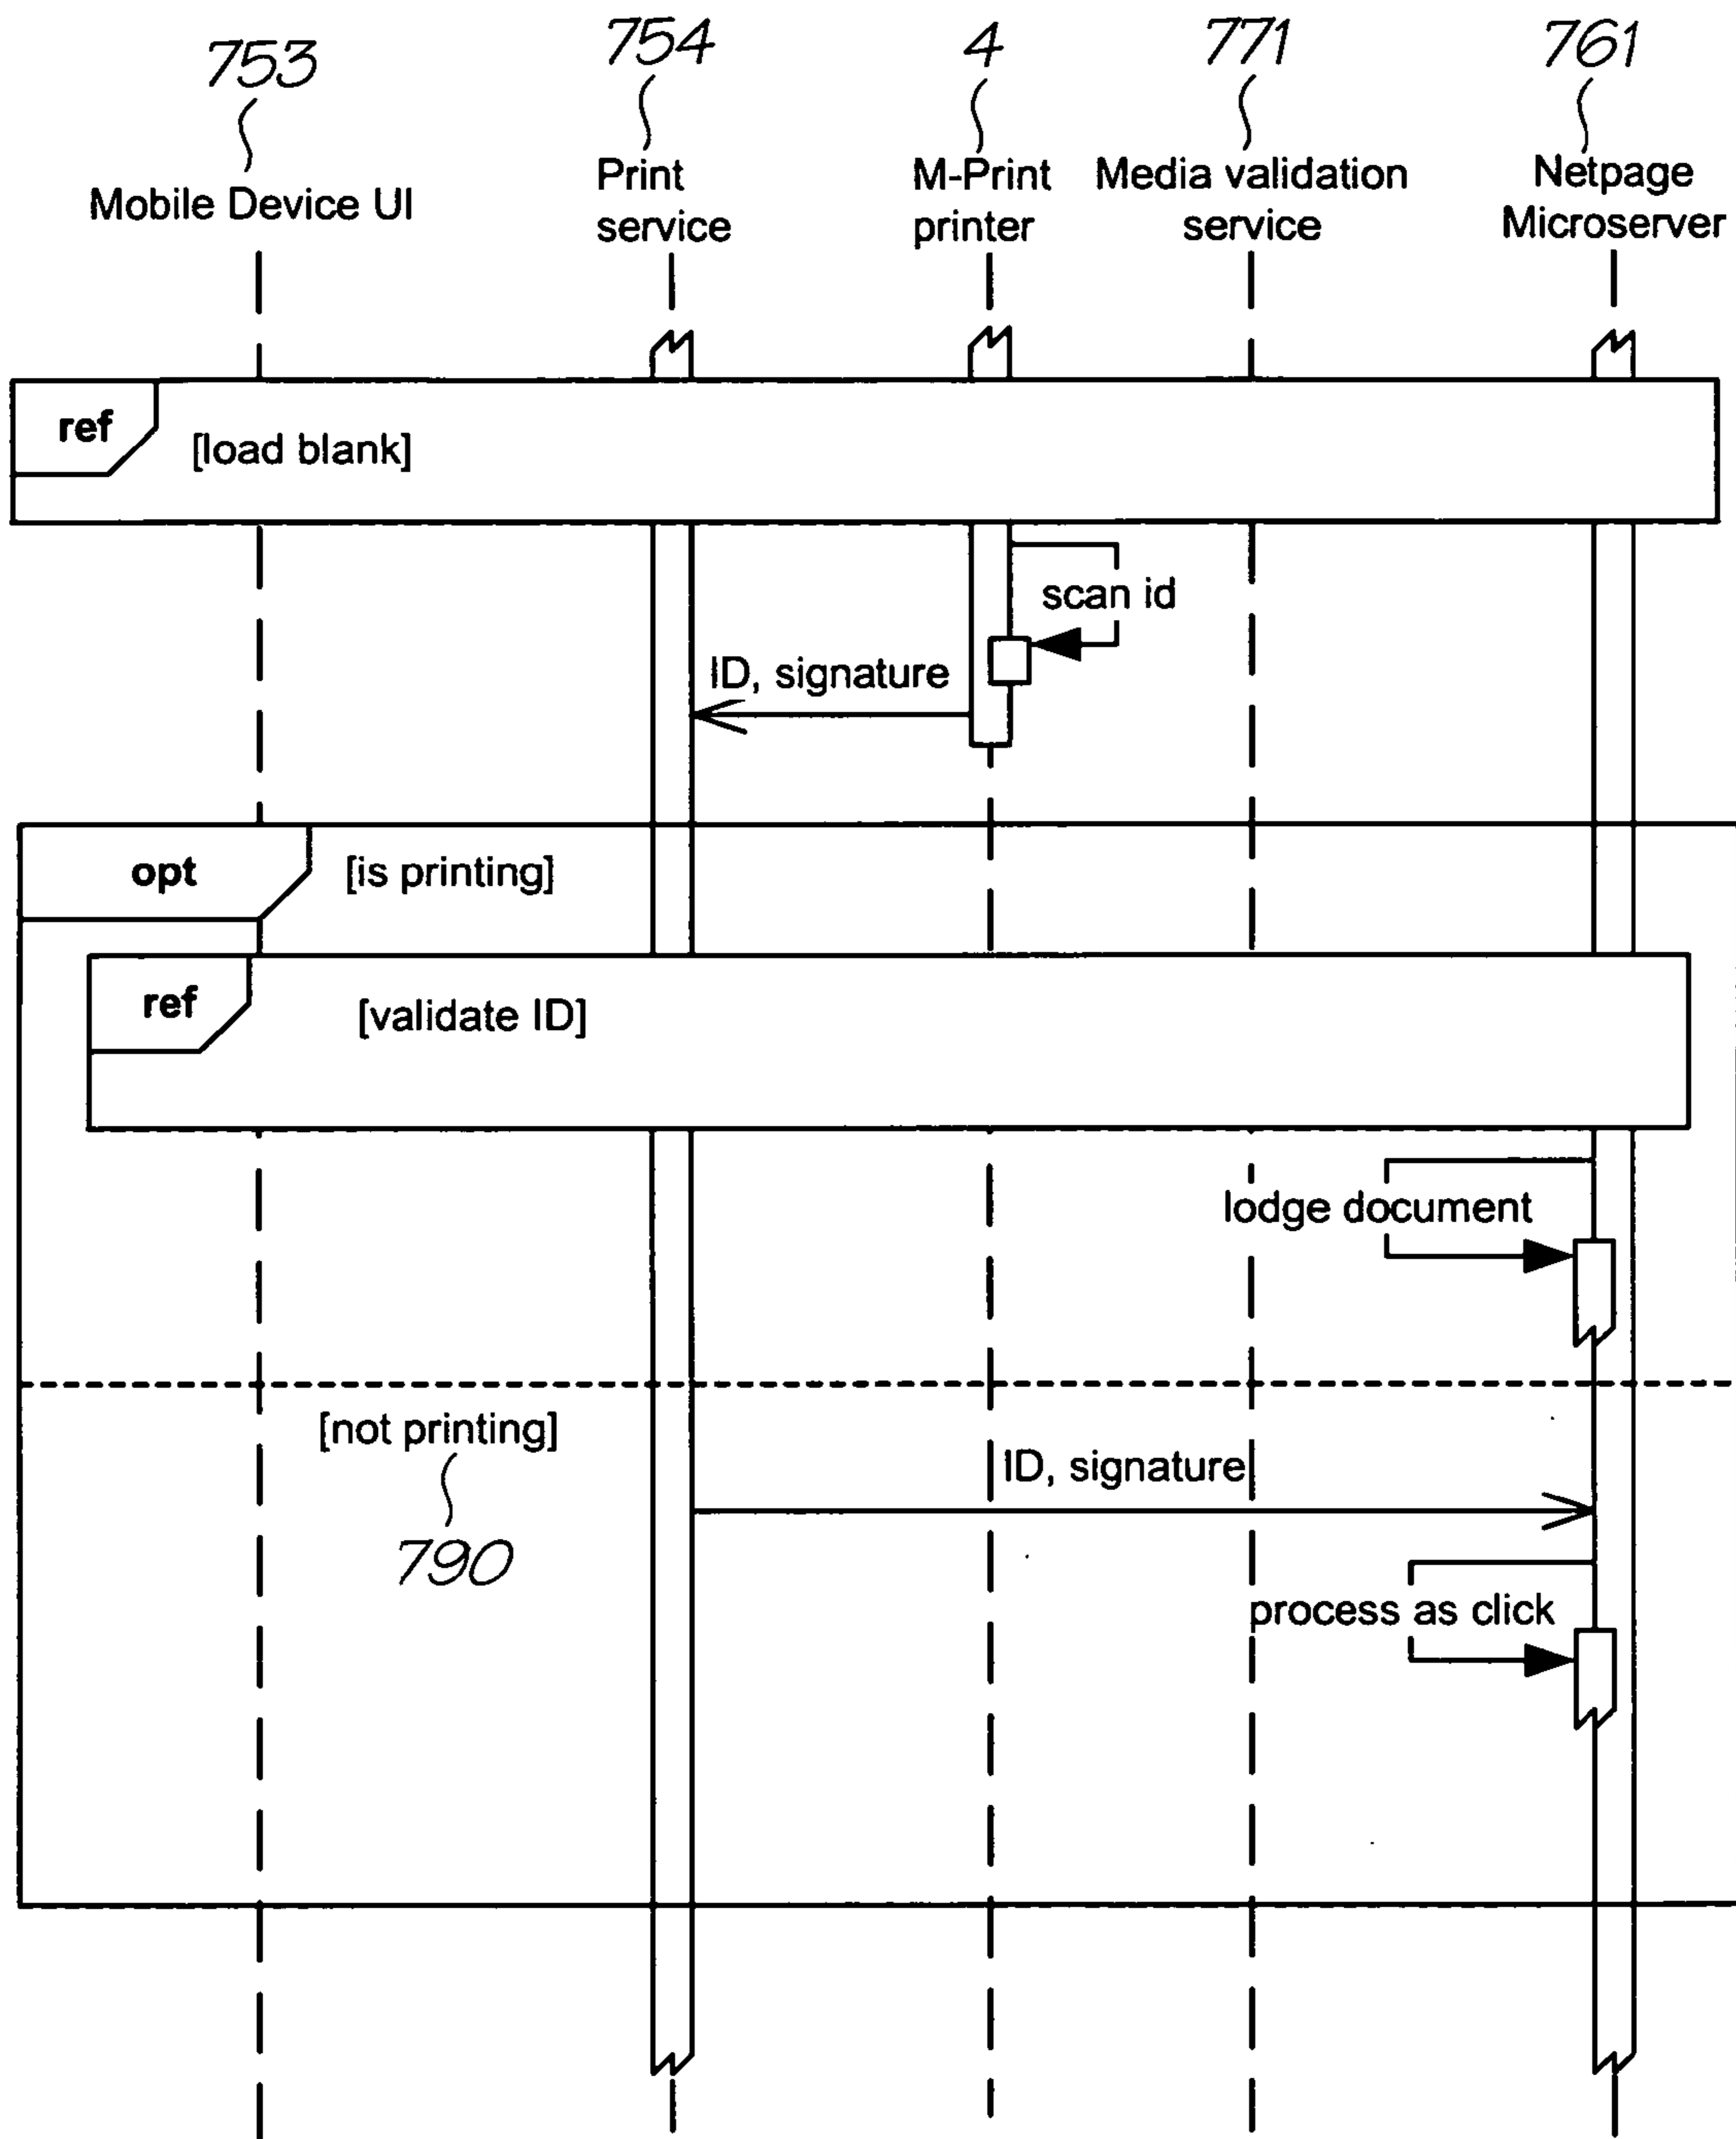 753
754
4
771
761
Mobile Device UI
Print
service
M-Print
printer
Media validation
service
Netpage
Microserver
ref
[load blank]
scan id
ID, signature
opt
[is printing]
ref
[validate ID]
lodge document
[not printing]
ID, signature
790
process as click